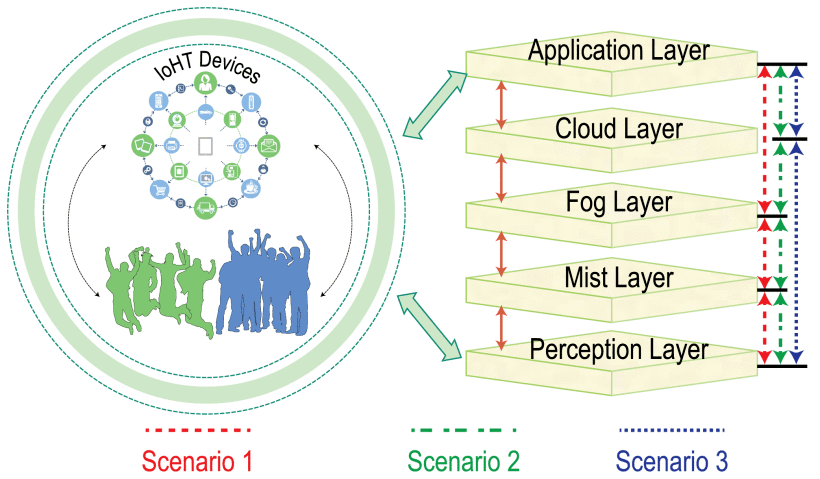 IoHT Devices
Application Layer
Cloud Layer
Fog Layer
Mist Layer
Perception Layer
Scenario 1
Scenario 2
Scenario 3